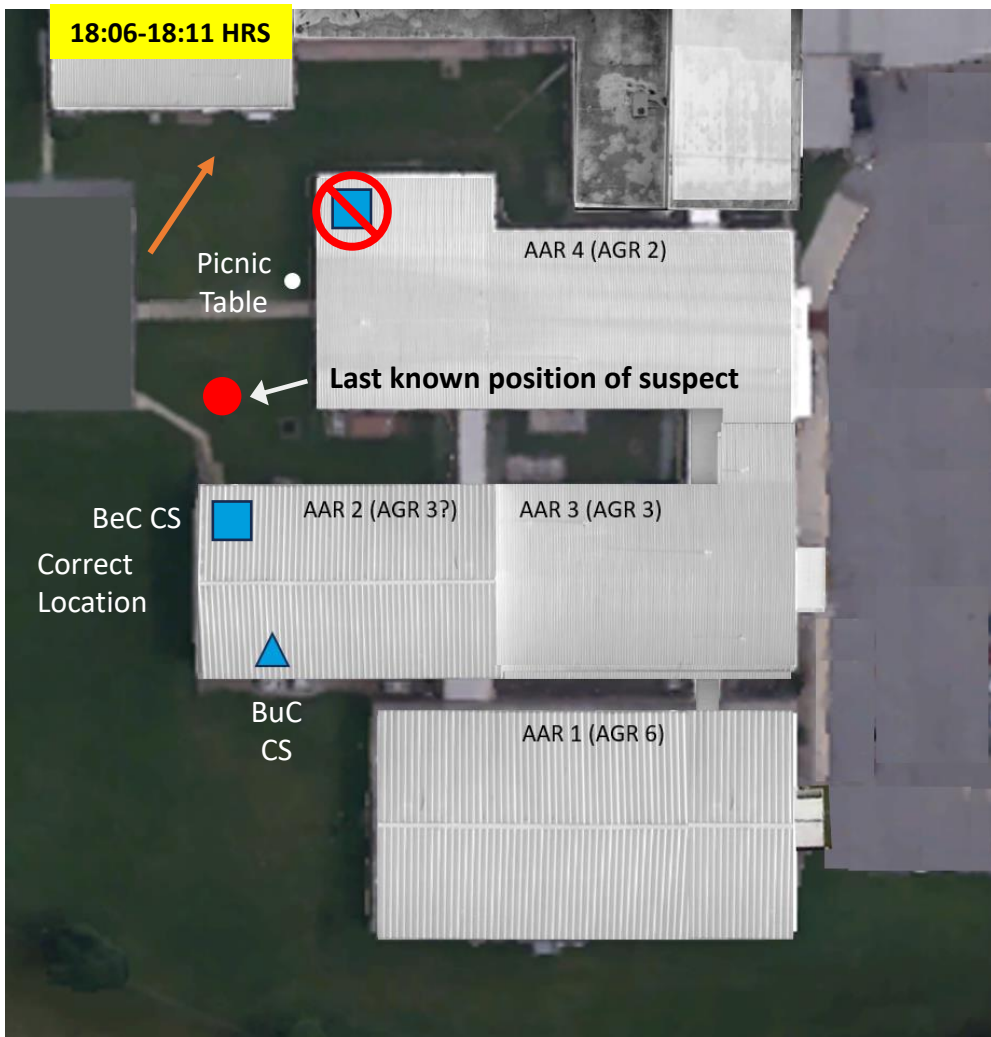 18:06-18:11 HRS
AAR 4 (AGR 2)
Picnic
Table
Last known position of suspect
BeC CS
AAR 2 (AGR 3?)
AAR 3 (AGR 3)
Correct
Location
BuC
CS
AAR 1 (AGR 6)